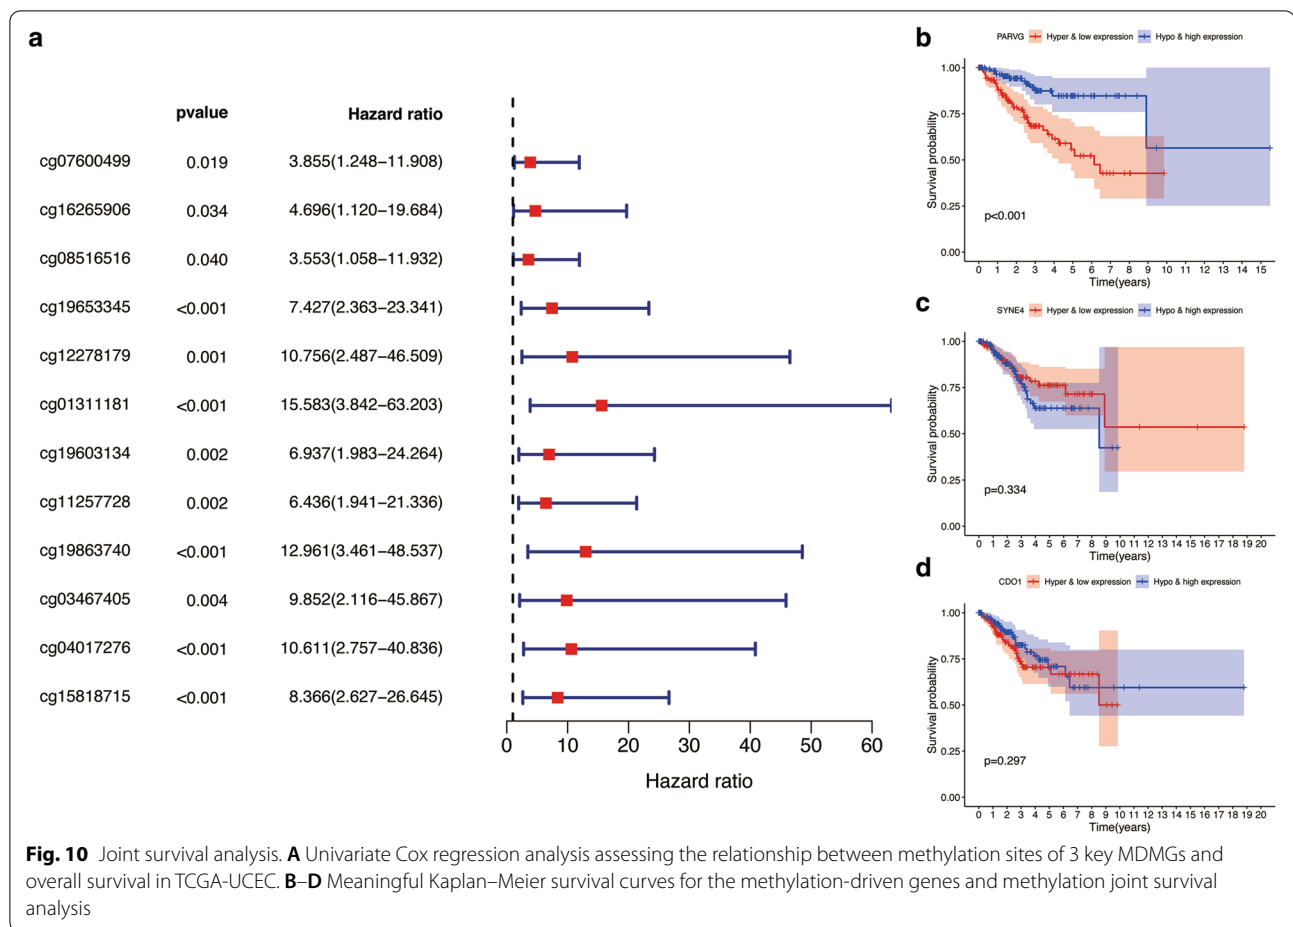 a
pvalue Hazard ratio
cg07600499 0.019 3.855(1.248−11.908)
cg16265906 0.034 4.696(1.120−19.684)
cg08516516 0.040 3.553(1.058−11.932)
cg19653345 <0.001 7.427(2.363−23.341)
cg12278179 0.001 10.756(2.487−46.509)
cg01311181 <0.001 15.583(3.842−63.203)
cg19603134 0.002 6.937(1.983−24.264)
cg11257728 0.002 6.436(1.941−21.336)
cg19863740 <0.001 12.961(3.461−48.537)
cg03467405 0.004 9.852(2.116−45.867)
cg04017276 <0.001 10.611(2.757−40.836)
cg15818715 <0.001 8.366(2.627−26.645)
0 10 20 30 40 50 60
Hazard ratio
b
PARVG Hyper & low expression Hypo & high expression
Survival probability
1.00
0.75
0.50
0.25
0.00
p<0.001
0 1 2 3 4 5 6 7 8 9 10 11 12 13 14 15
Time(years)
c
SYNE4 Hyper & low expression Hypo & high expression
Survival probability
1.00
0.75
0.50
0.25
0.00
p=0.334
0 1 2 3 4 5 6 7 8 9 10 11 12 13 14 15 16 17 18 19 20
Time(years)
d
CDO1 Hyper & low expression Hypo & high expression
Survival probability
1.00
0.75
0.50
0.25
0.00
p=0.297
0 1 2 3 4 5 6 7 8 9 10 11 12 13 14 15 16 17 18 19 20
Time(years)
Fig. 10 Joint survival analysis. A Univariate Cox regression analysis assessing the relationship between methylation sites of 3 key MDMGs and
overall survival in TCGA-UCEC. B–D Meaningful Kaplan–Meier survival curves for the methylation-driven genes and methylation joint survival
analysis